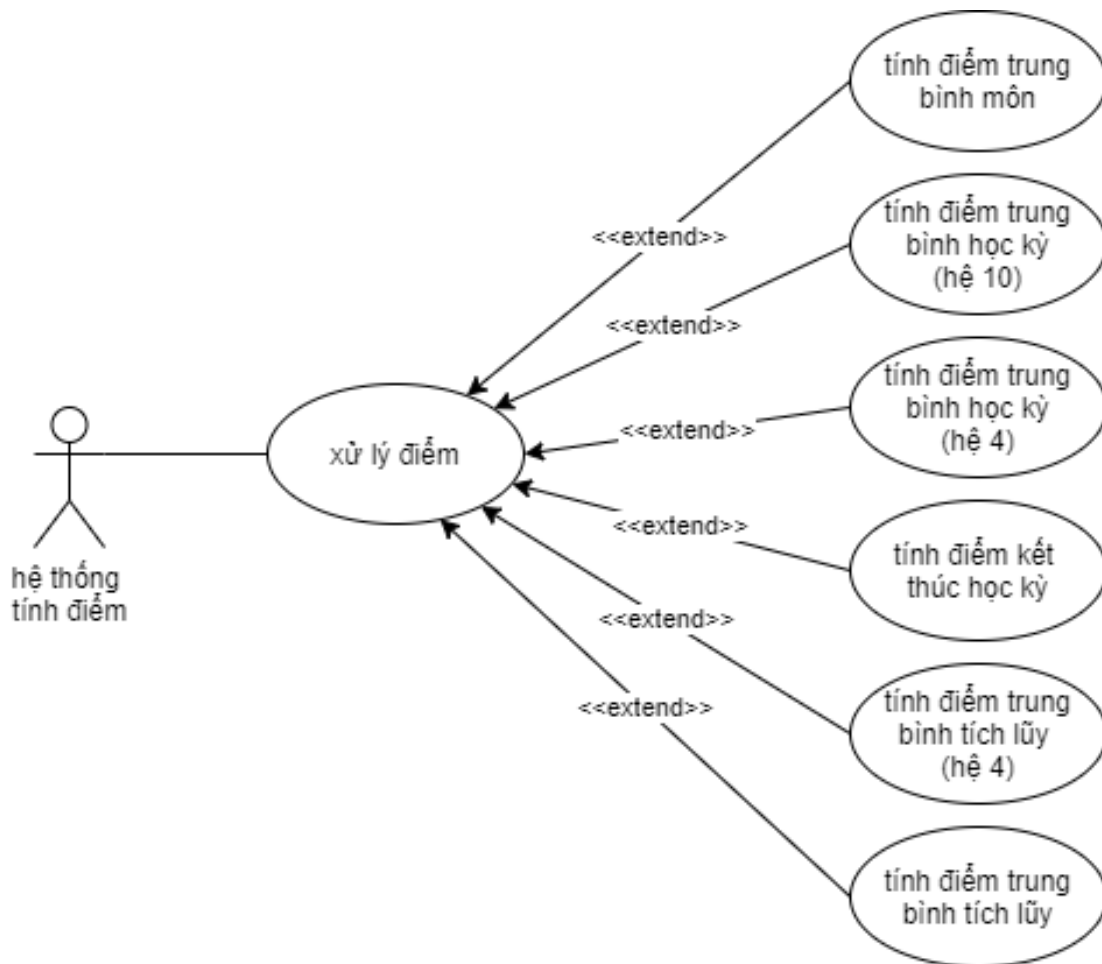 tính điểm trung
bình môn
<<extend>>
tính điểm trung
bình học kỳ
(hệ 10)
<<extend>>
tính điểm trung
bình học kỳ
(hệ 4)
<<extend>>
xử lý điểm
hệ thống
tính điểm
<<extend>>
tính điểm kết
thúc học kỳ
<<extend>>
tính điểm trung
bình tích lũy
(hệ 4)
<<extend>>
tính điểm trung
bình tích lũy